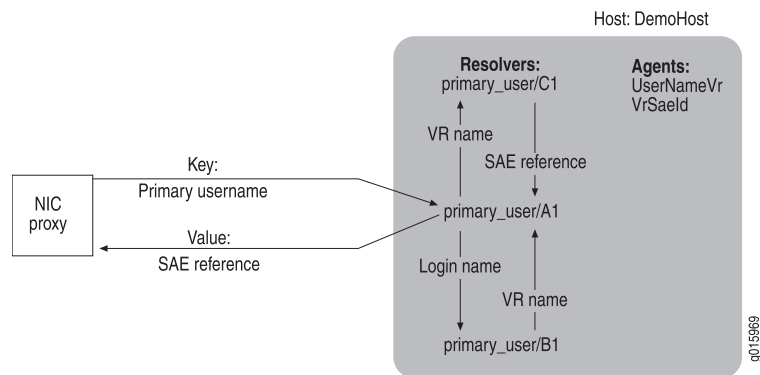 Host: DemoHost
Resolvers:
primary_user/C1
Agents:
UserNameVr
VrSaeId
VR name
SAE reference
Key:
Primary username
NIC
proxy
primary_user/A1
Value:
SAE reference
Login name
VR name
primary_user/B1
g015969